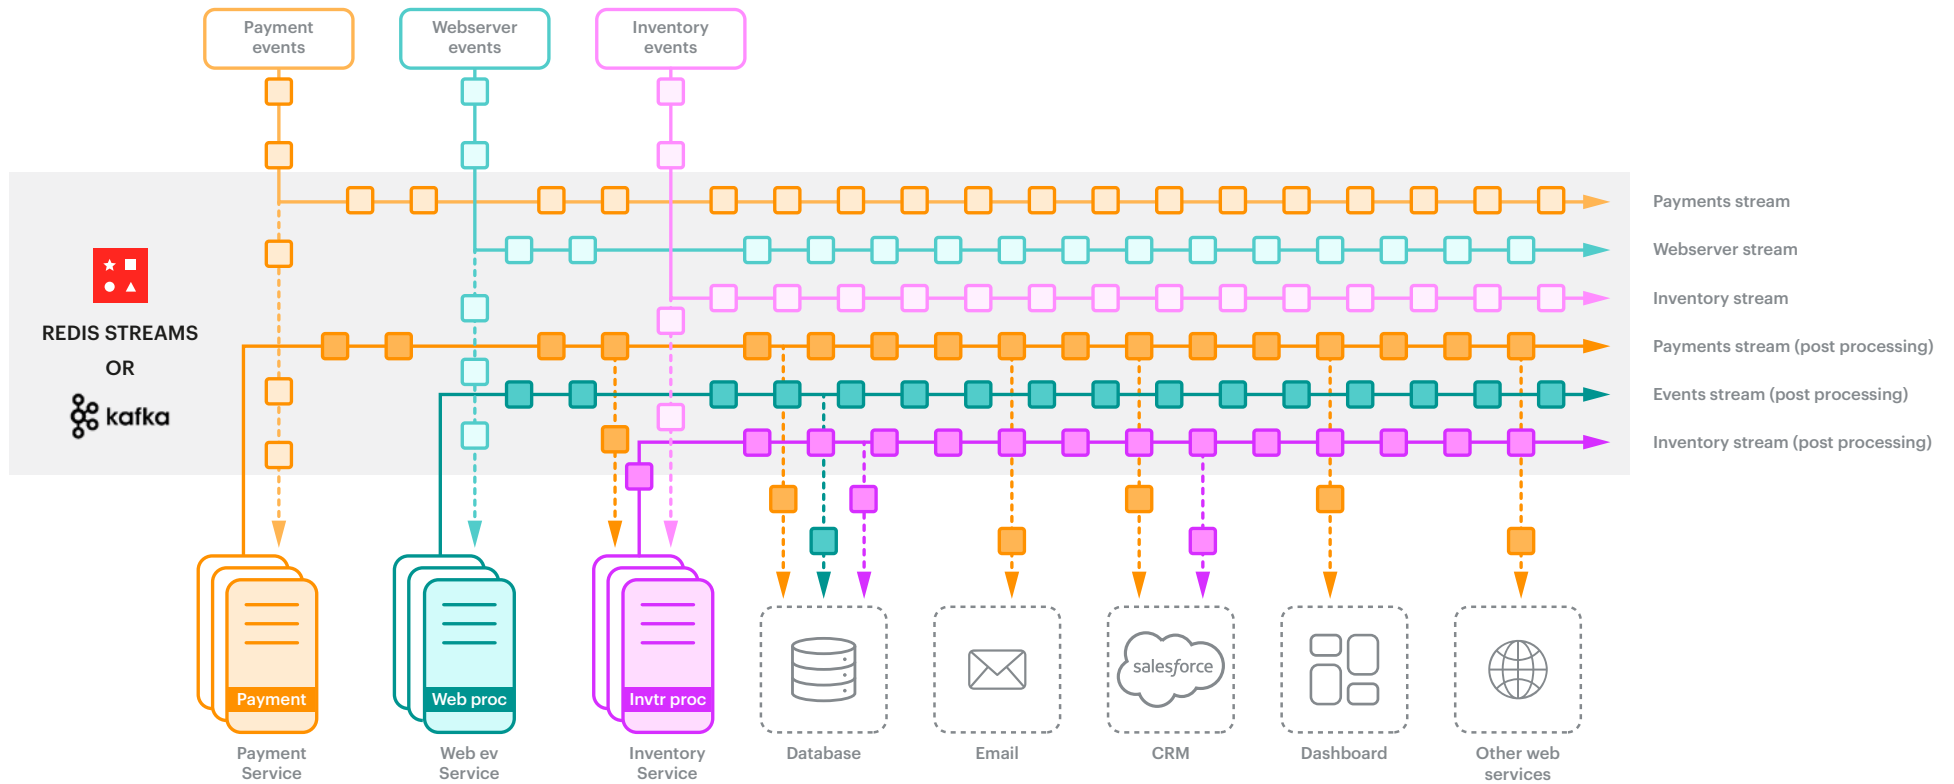 Payment
events
Webserver
events
Inventory
events
Payments stream
Webserver stream
Inventory stream
REDIS STREAMS
OR
kafka
Payments stream (post processing)
Events stream (post processing)
Inventory stream (post processing)
Payment
Web proc
Invtr proc
salesforce
Payment
Service
Web ev
Service
Inventory
Service
Database
Email
CRM
Dashboard
Other web
services